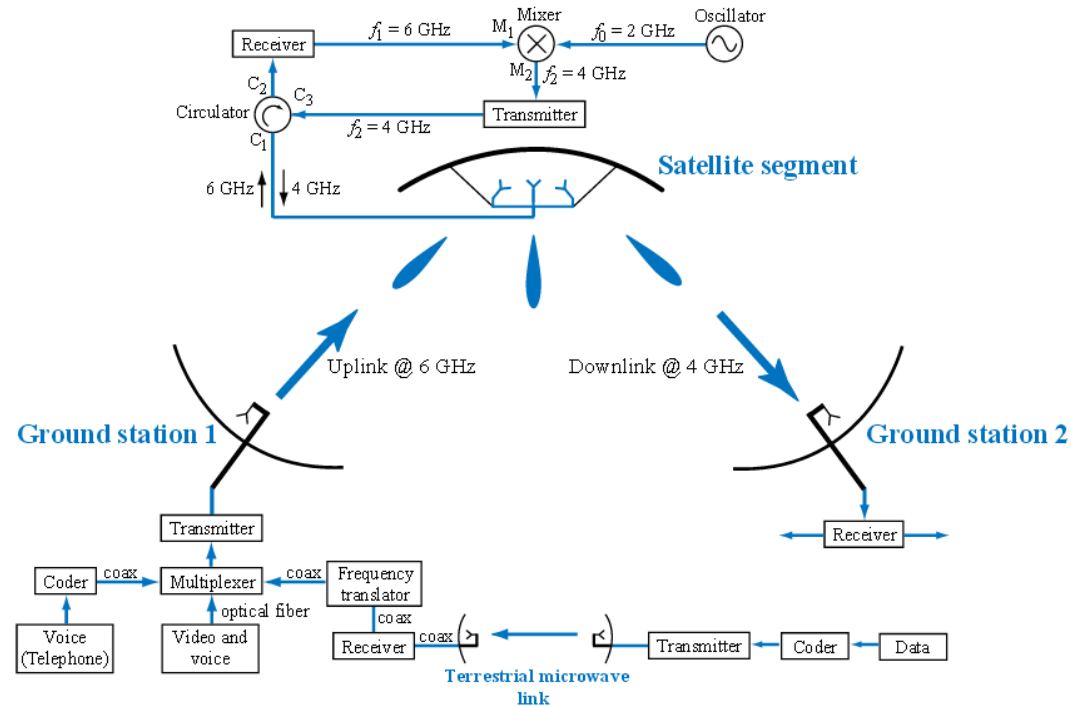 Mixer
Oscillator
M1
f1 = 6 GHz
f0 = 2 GHz
Receiver
M2
f2 = 4 GHz
C2
C3
Circulator
Transmitter
f2 = 4 GHz
C1
Satellite segment
6 GHz
4 GHz
Uplink @ 6 GHz
Downlink @ 4 GHz
Ground station 1
Ground station 2
Transmitter
Receiver
Coder
coax
Multiplexer
coax
Frequency
translator
optical fiber
coax
Voice
(Telephone)
Video and
voice
Receiver
coax
Transmitter
Coder
Data
Terrestrial microwave
link